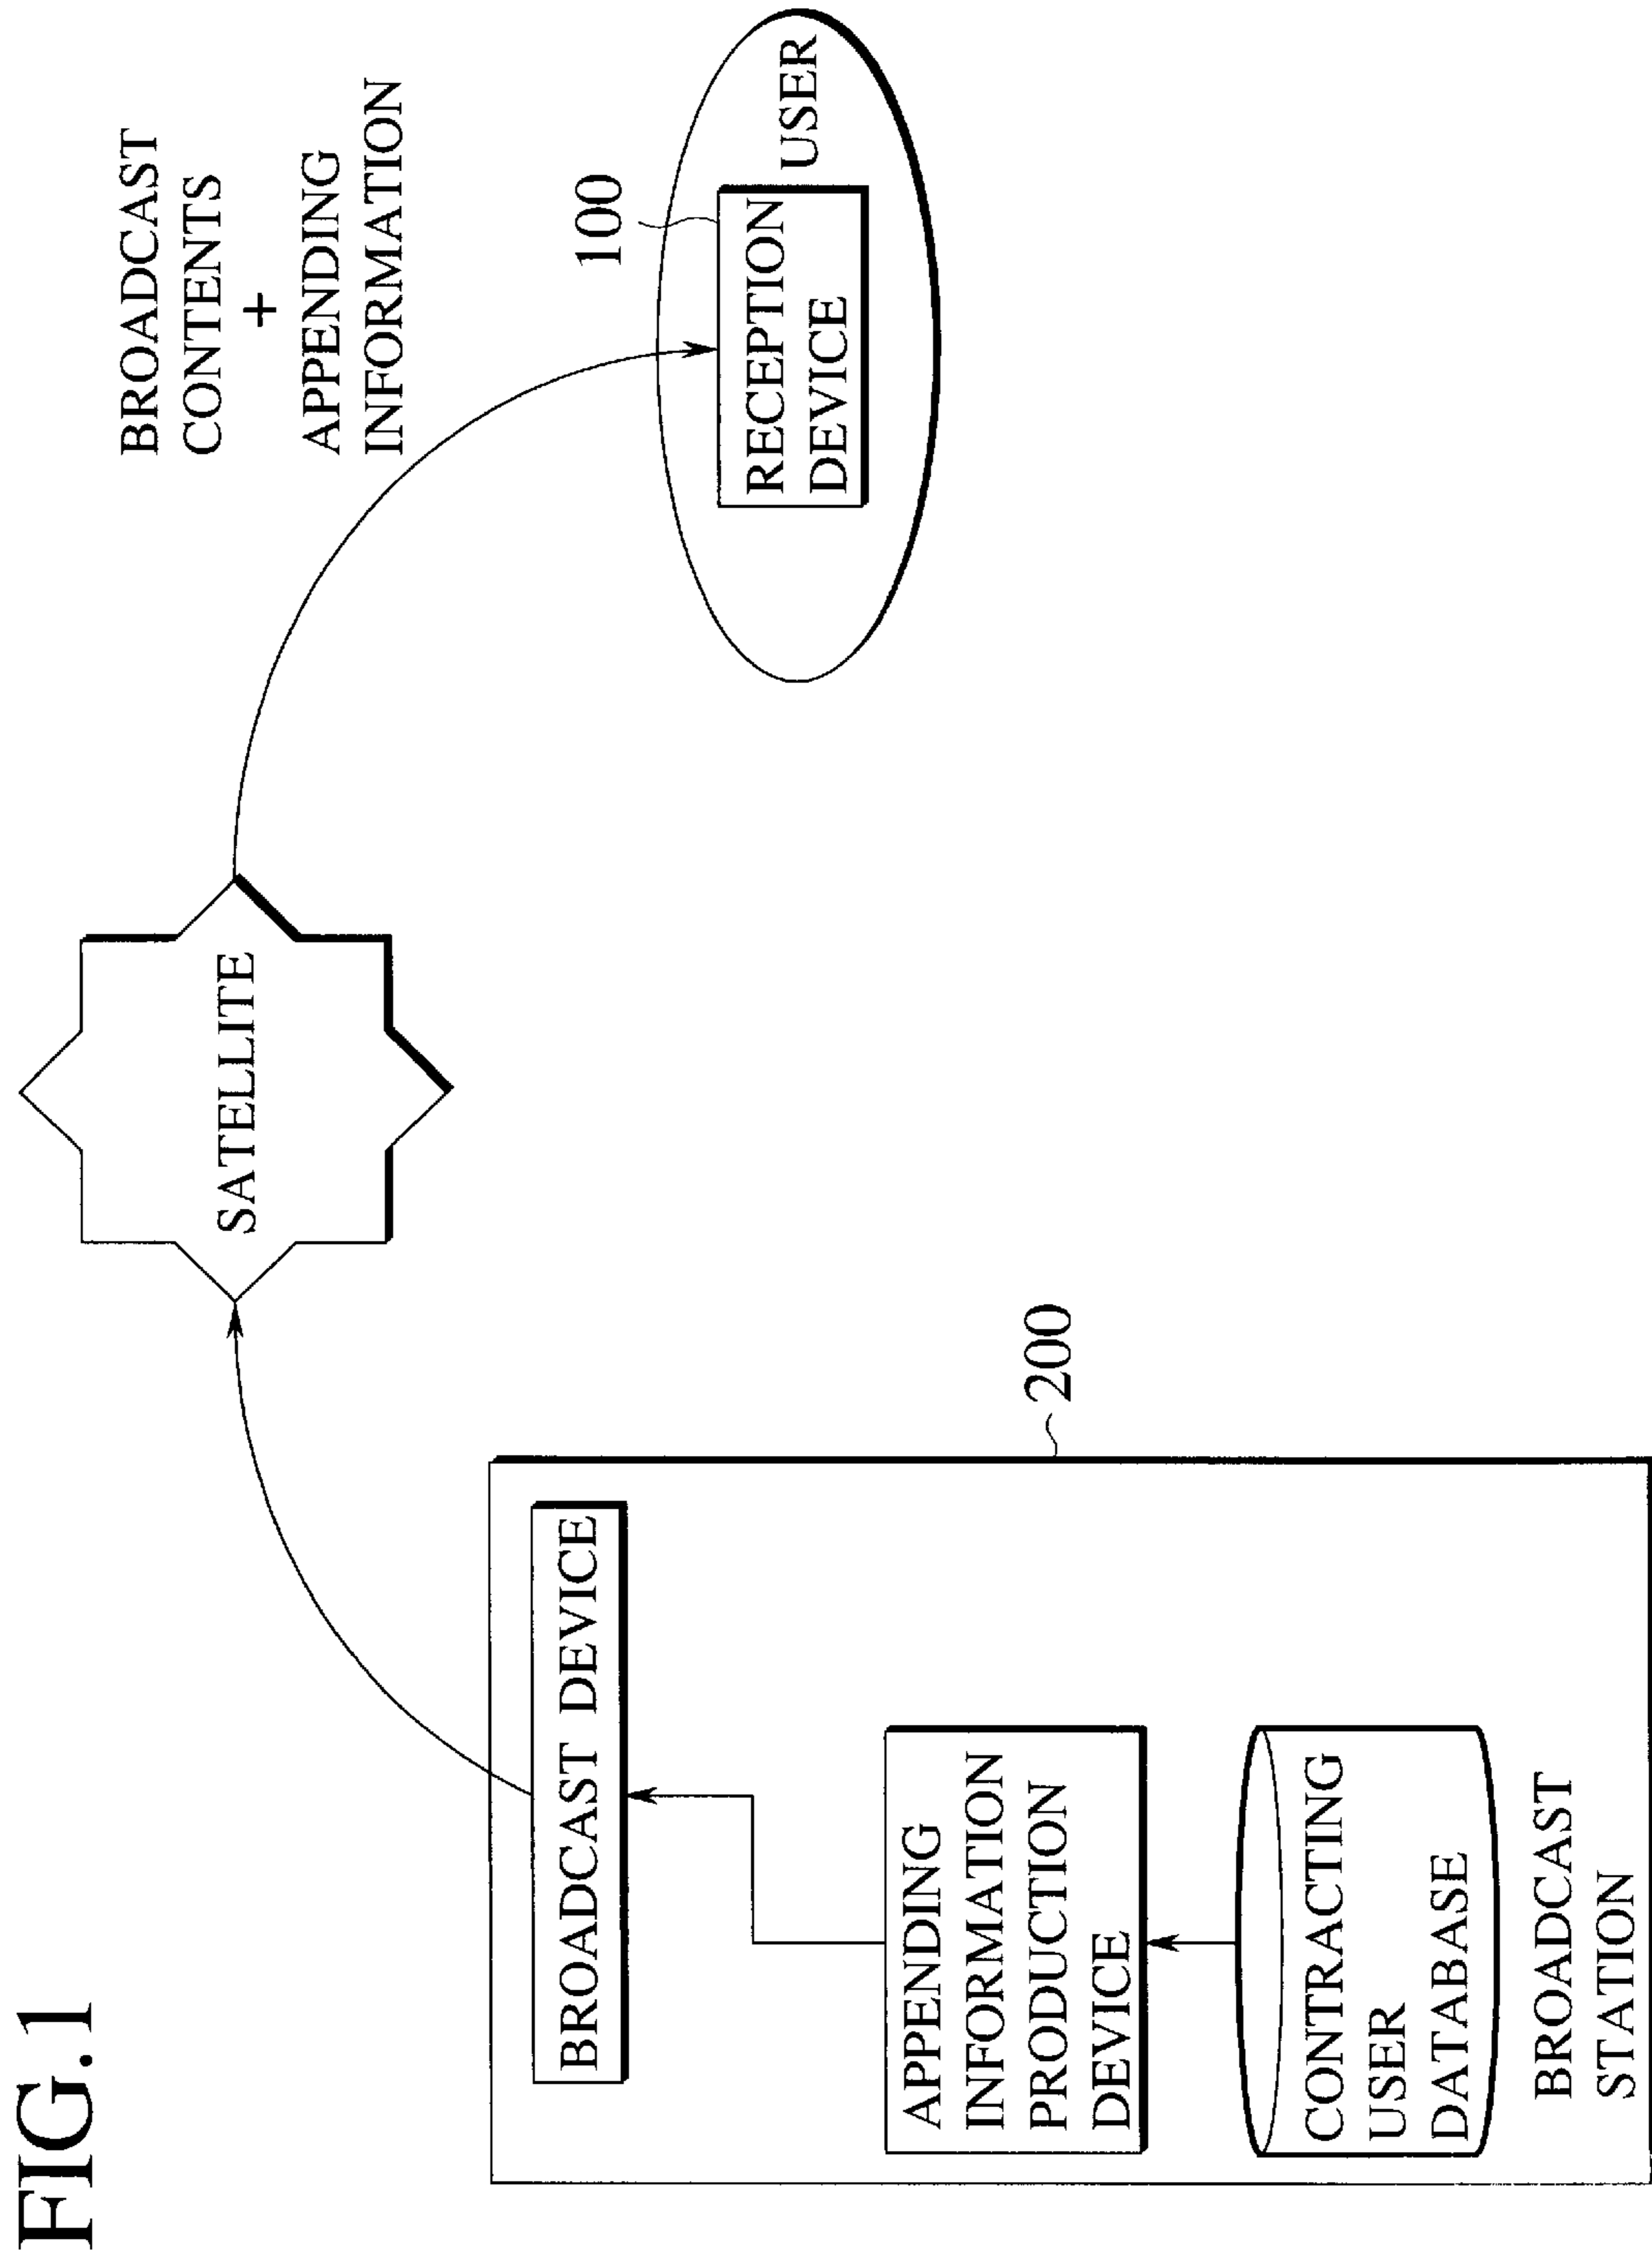 FIG.1
BROADCAST
CONTENTS
+
APPENDING
INFORMATION
SATELLITE
100
RECEPTION
DEVICE
USER
200
BROADCAST DEVICE
APPENDING
INFORMATION
PRODUCTION
DEVICE
CONTRACTING
USER
DATABASE
BROADCAST
STATION